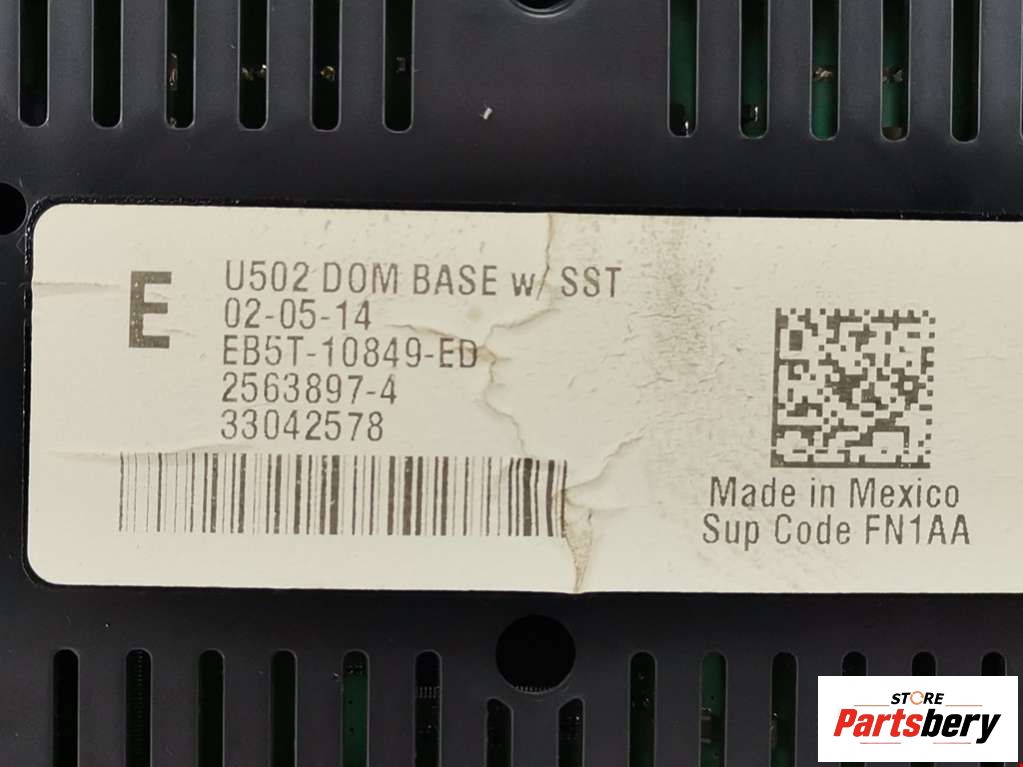 E
U502 DOM BASE w/ SST
02-05-14
EB5T-10849-ED
2563897-4
33042578
Made in Mexico
Sup Code FN1AA
STORE
Partsbery